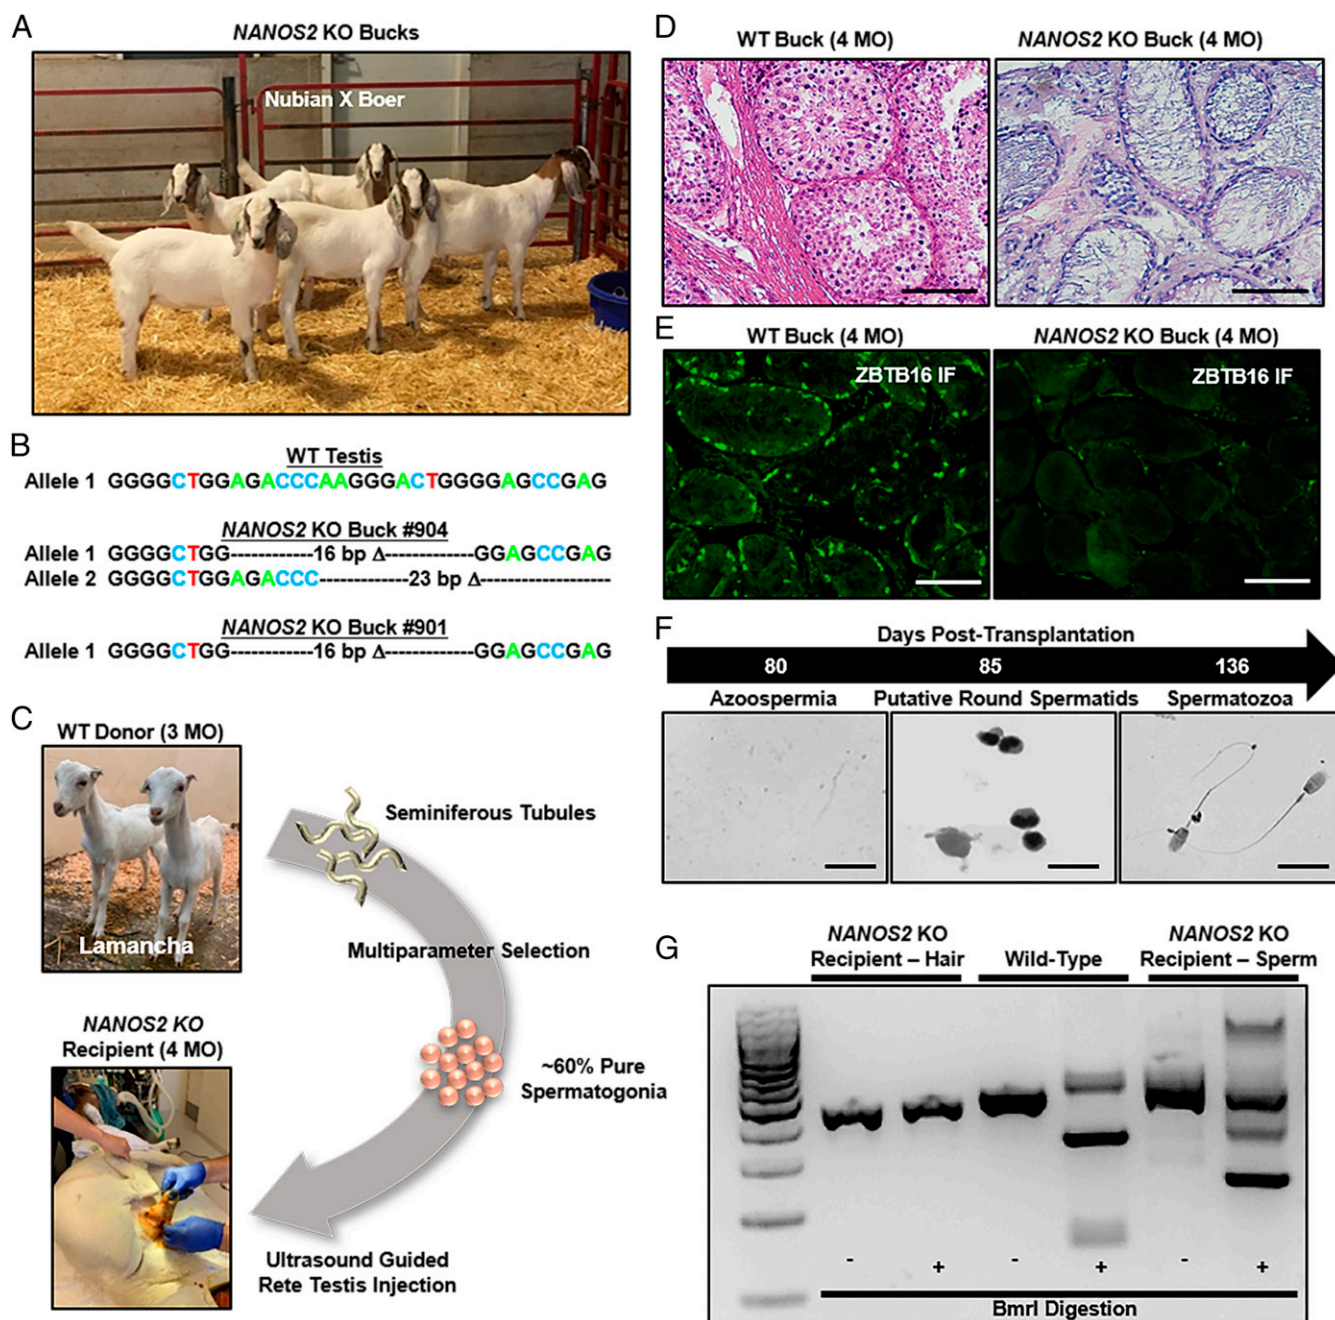 A
NANOS2 KO Bucks
Nubian X Boer
B
WT Testis
Allele 1 GGGGCTGGAGACCCAAGGGACTGGGGAGCCGAG
NANOS2 KO Buck #904
Allele 1 GGGGCTGG------------16 bp Δ-------------GGAGCCGAG
Allele 2 GGGGCTGGAGACCC-------------23 bp Δ-------------------
NANOS2 KO Buck #901
Allele 1 GGGGCTGG------------16 bp Δ-------------GGAGCCGAG
C
WT Donor (3 MO)
Lamancha
Seminiferous Tubules
Multiparameter Selection
~60% Pure
Spermatogonia
NANOS2 KO
Recipient (4 MO)
Ultrasound Guided
Rete Testis Injection
D
WT Buck (4 MO) NANOS2 KO Buck (4 MO)
E
WT Buck (4 MO) NANOS2 KO Buck (4 MO)
ZBTB16 IF ZBTB16 IF
F
Days Post-Transplantation
80 85 136
Azoospermia Putative Round Spermatids Spermatozoa
G
NANOS2 KO
Recipient – Hair
Wild-Type
NANOS2 KO
Recipient – Sperm
- + - + - +
BmrI Digestion